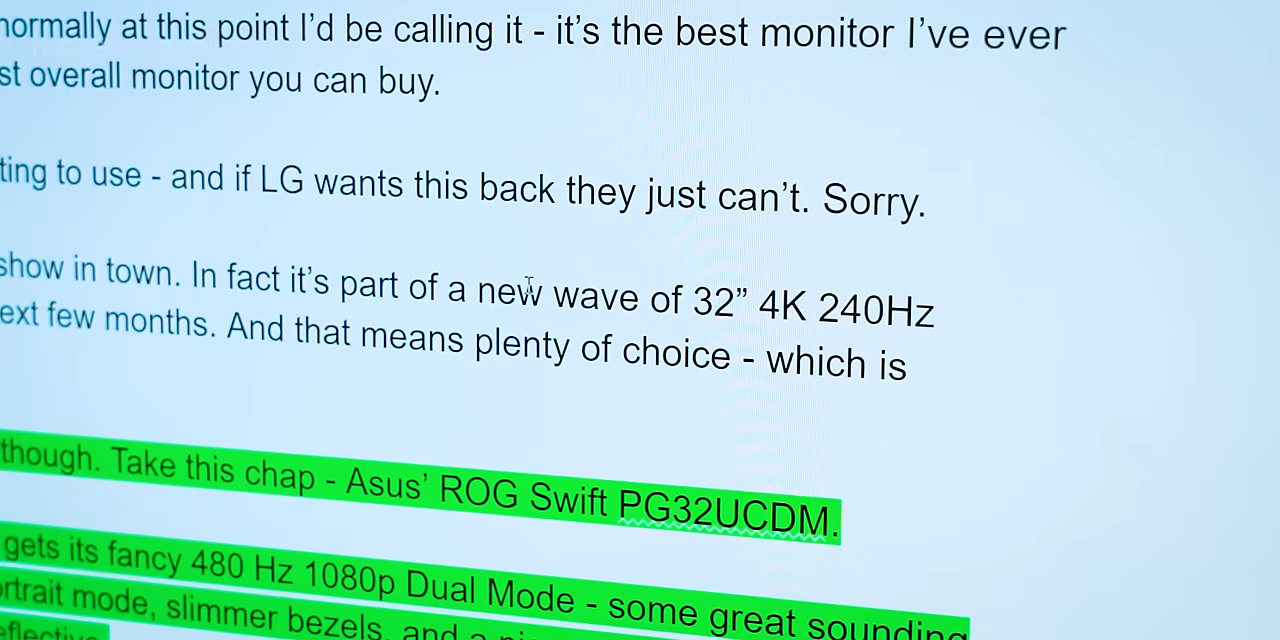 normally at this point I’d be calling it - it’s the best monitor I’ve ever
st overall monitor you can buy.
ting to use - and if LG wants this back they just can’t. Sorry.
show in town. In fact it’s part of a new wave of 32” 4K 240Hz
ext few months. And that means plenty of choice - which is
though. Take this chap - Asus’ ROG Swift PG32UCDM.
gets its fancy 480 Hz 1080p Dual Mode - some great sounding
rtrait mode, slimmer bezels, and a
eflective